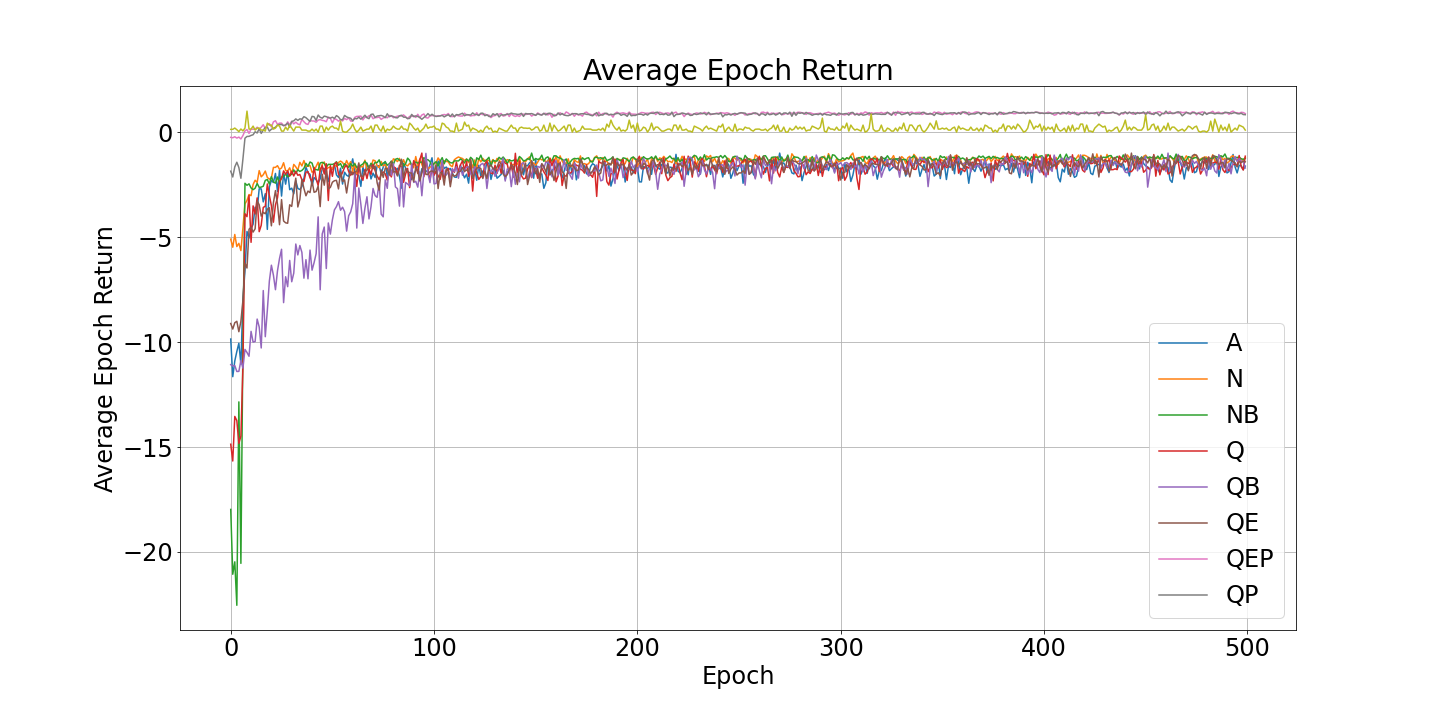 Average Epoch Return
Average Epoch Return
0
−5
−10
−15
−20
0
100
200
300
400
500
Epoch
A
N
NB
Q
QB
QE
QEP
QP